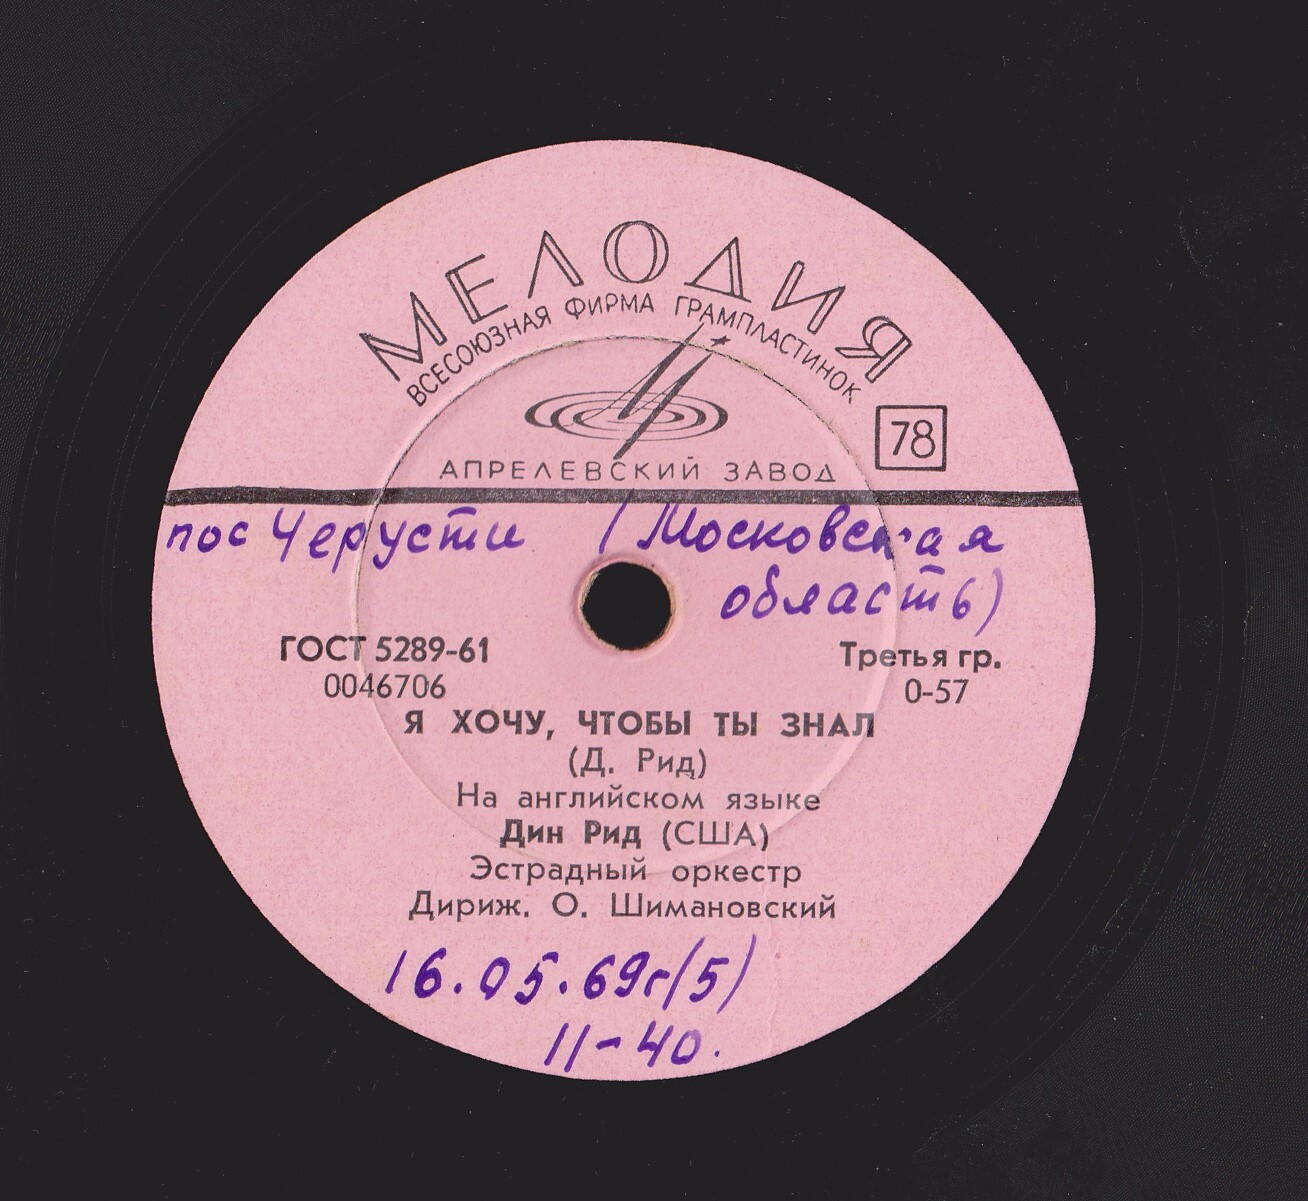 МЕЛОДИЯ
ВСЕСОЮЗНАЯ ФИРМА ГРАМПЛАСТИНОК
78
АПРЕЛЕВСКИЙ ЗАВОД
пос Черусти (Московская
область)
ГОСТ 5289-61 Третья гр.
0046706 0-57
Я ХОЧУ, ЧТОБЫ ТЫ ЗНАЛ
(Д. Рид)
На английском языке
Дин Рид (США)
Эстрадный оркестр
Дириж. О. Шимановский
16.05.69г(5)
11-40.